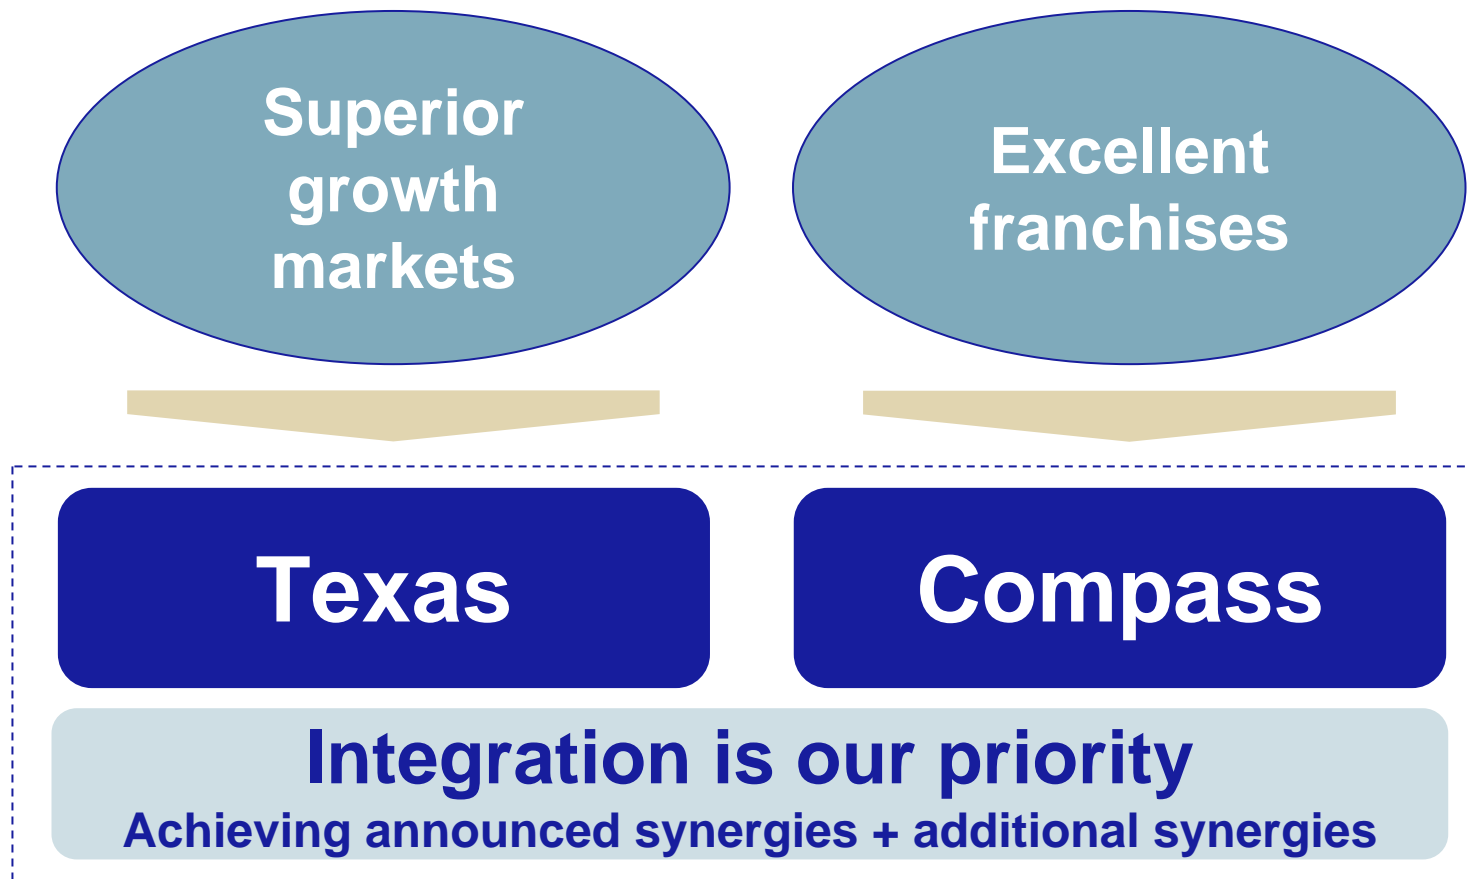 Superior
growth
markets
Excellent
franchises
Texas
Compass
Integration is our priority
Achieving announced synergies + additional synergies